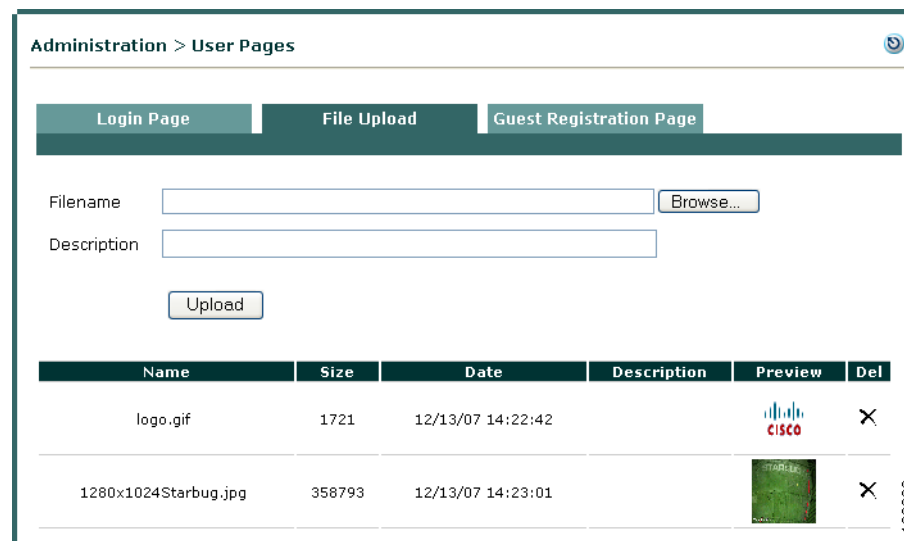 Administration > User Pages
Login Page File Upload Guest Registration Page
Filename Browse...
Description
Upload
Name Size Date Description Preview Del
logo.gif 1721 12/13/07 14:22:42 CISCO
1280x1024Starbug.jpg 358793 12/13/07 14:23:01